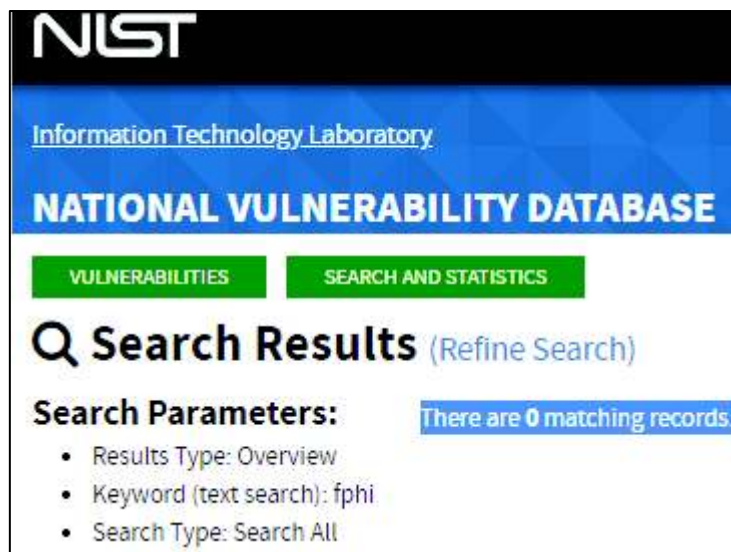 NIST
Information Technology Laboratory
NATIONAL VULNERABILITY DATABASE
VULNERABILITIES SEARCH AND STATISTICS
Search Results (Refine Search)
Search Parameters: There are 0 matching records.
• Results Type: Overview
• Keyword (text search): fphi
• Search Type: Search All